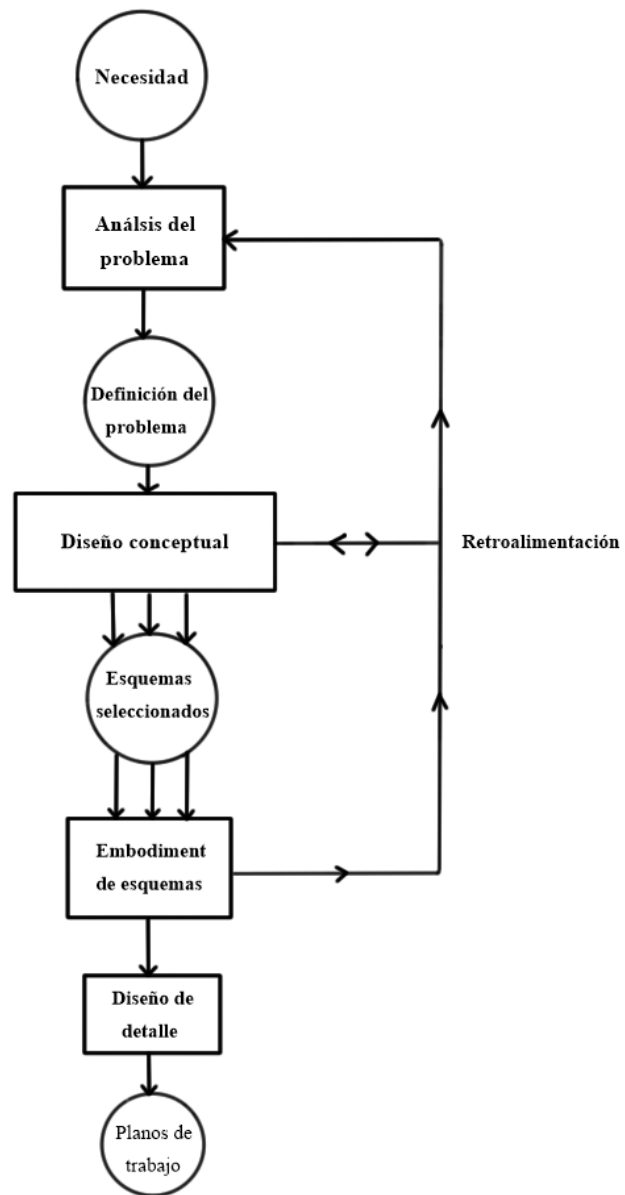 Necesidad
Análsis del
problema
Definición del
problema
Diseño conceptual
Retroalimentación
Esquemas
seleccionados
Embodiment
de esquemas
Diseño de
detalle
Planos de
trabajo